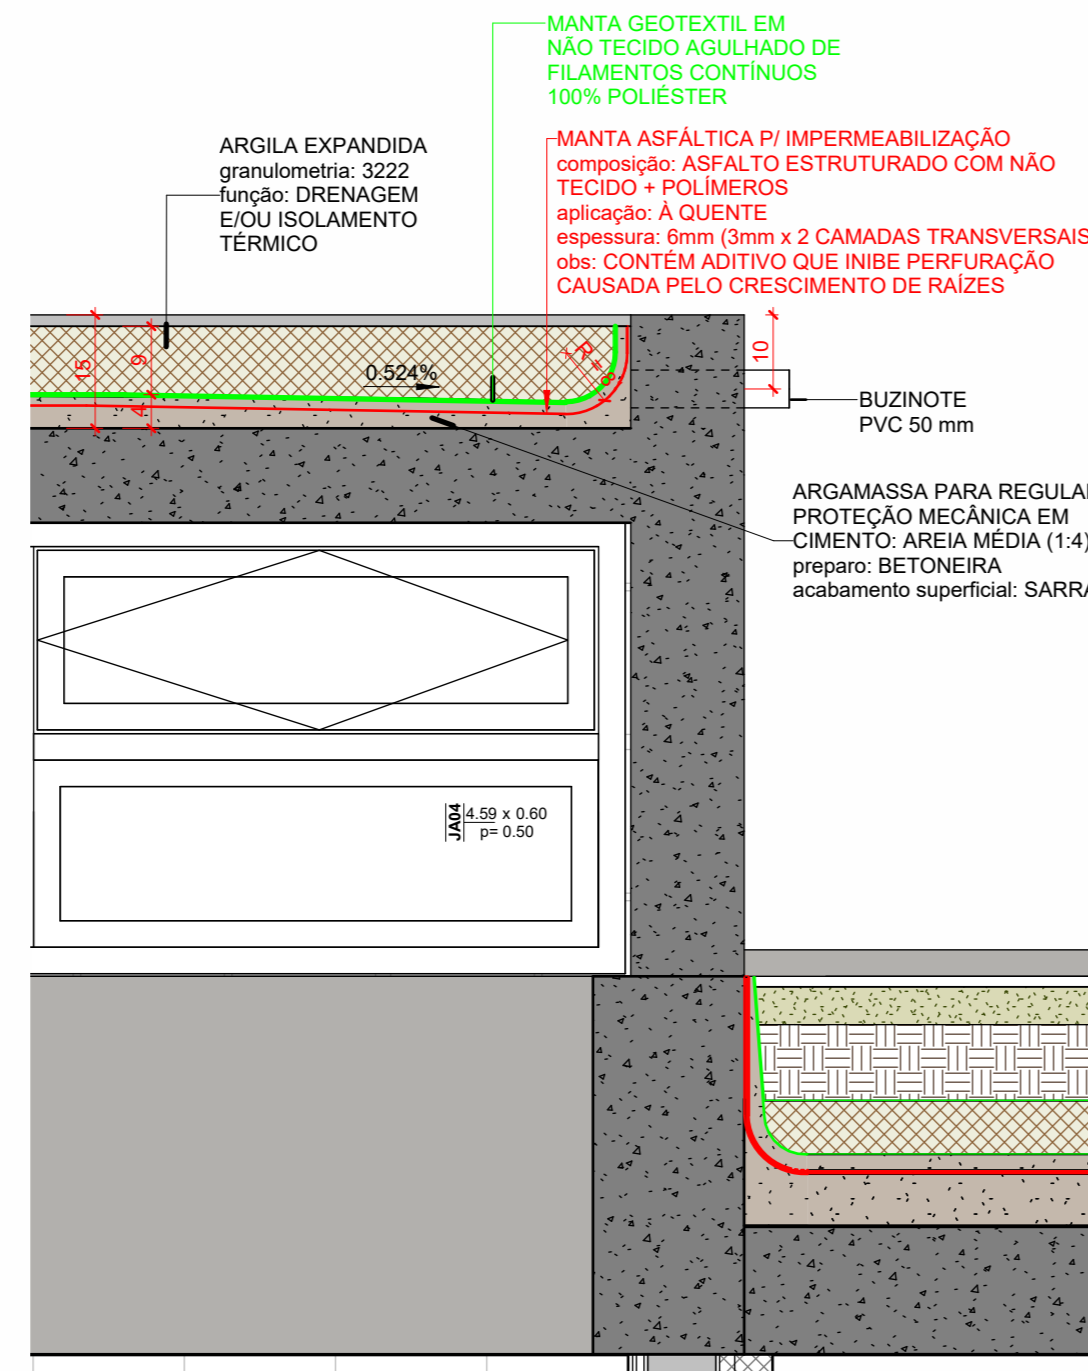 MANTA GEOTEXTIL EM
NÃO TECIDO AGULHADO DE
FILAMENTOS CONTÍNUOS
100% POLIÉSTER
ARGILA EXPANDIDA
granulometria: 3222
função: DRENAGEM
E/OU ISOLAMENTO
TÉRMICO
MANTA ASFÁLTICA P/ IMPERMEABILIZAÇÃO
composição: ASFALTO ESTRUTURADO COM NÃO
TECIDO + POLÍMEROS
aplicação: À QUENTE
espessura: 6mm (3mm x 2 CAMADAS TRANSVERSAIS
obs: CONTÉM ADITIVO QUE INIBE PERFURAÇÃO
CAUSADA PELO CRESCIMENTO DE RAÍZES
15
9
4
0.524%
R = 8
10
BUZINOTE
PVC 50 mm
ARGAMASSA PARA
PROTEÇÃO MECÂNICA EM
CIMENTO: AREIA MÉDIA (1:4)
preparo: BETONEIRA
acabamento superficial:
JA04
4.59 x 0.60
p= 0.50